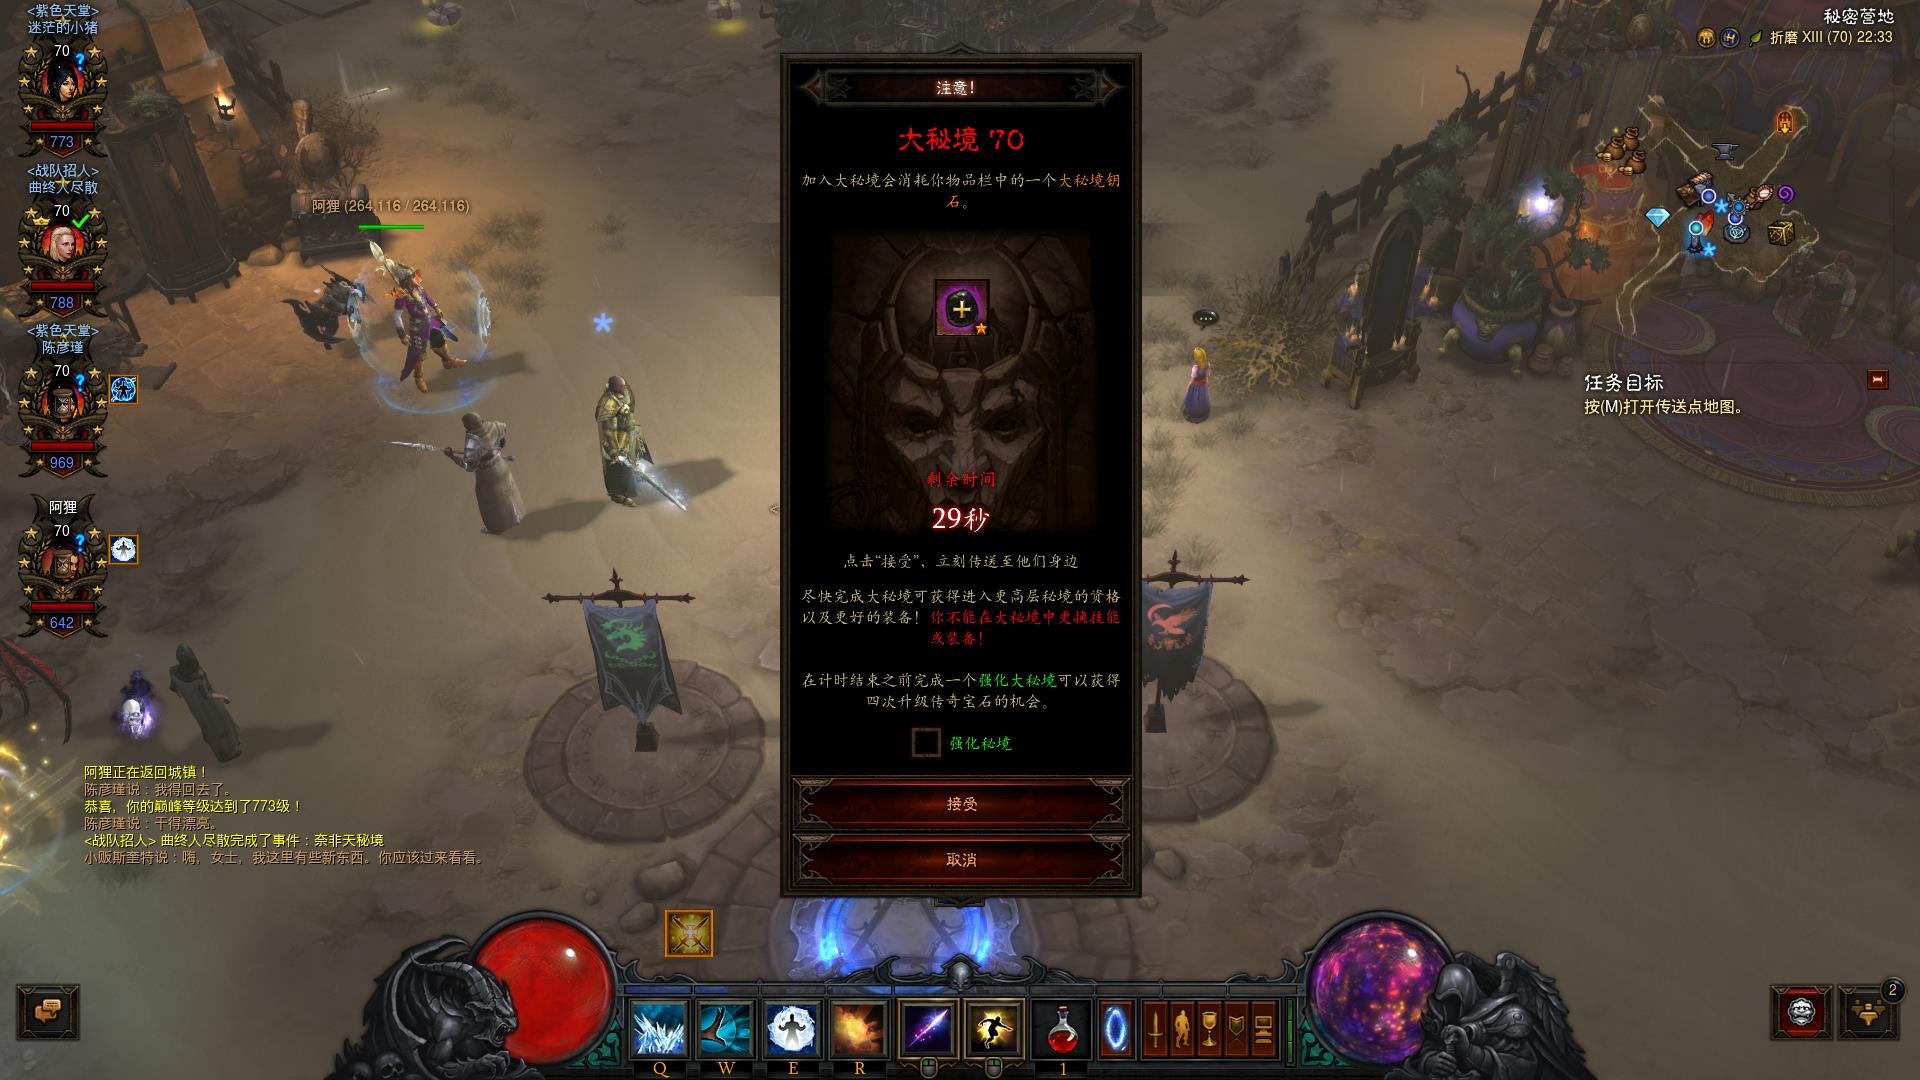 <紫色天堂>
迷茫的小猪
70
773
<战队招人>
曲终人尽散
70
788
<紫色天堂>
陈彦瑾
70
969
阿狸
70
642
阿狸 (264,116 / 264,116)
注意!
大秘境 70
加入大秘境会消耗你物品栏中的一个大秘境钥
石。
剩余时间
29秒
点击“接受”，立刻传送至他们身边
尽快完成大秘境可获得进入更高层秘境的资格
以及更好的装备！你不能在大秘境中更换技能
或装备！
在计时结束之前完成一个强化大秘境可以获得
四次升级传奇宝石的机会。
强化秘境
接受
取消
秘密营地
折磨 XIII (70) 22:33
任务目标
按(M)打开传送点地图。
阿狸正在返回城镇！
陈彦瑾说：我得回去了。
恭喜，你的巅峰等级达到了773级！
陈彦瑾说：干得漂亮。
<战队招人> 曲终人尽散完成了事件：奈非天秘境
小贩斯奎特说：嗨，女士，我这里有些新东西。你应该过来看看。
Q
W
E
R
1
2